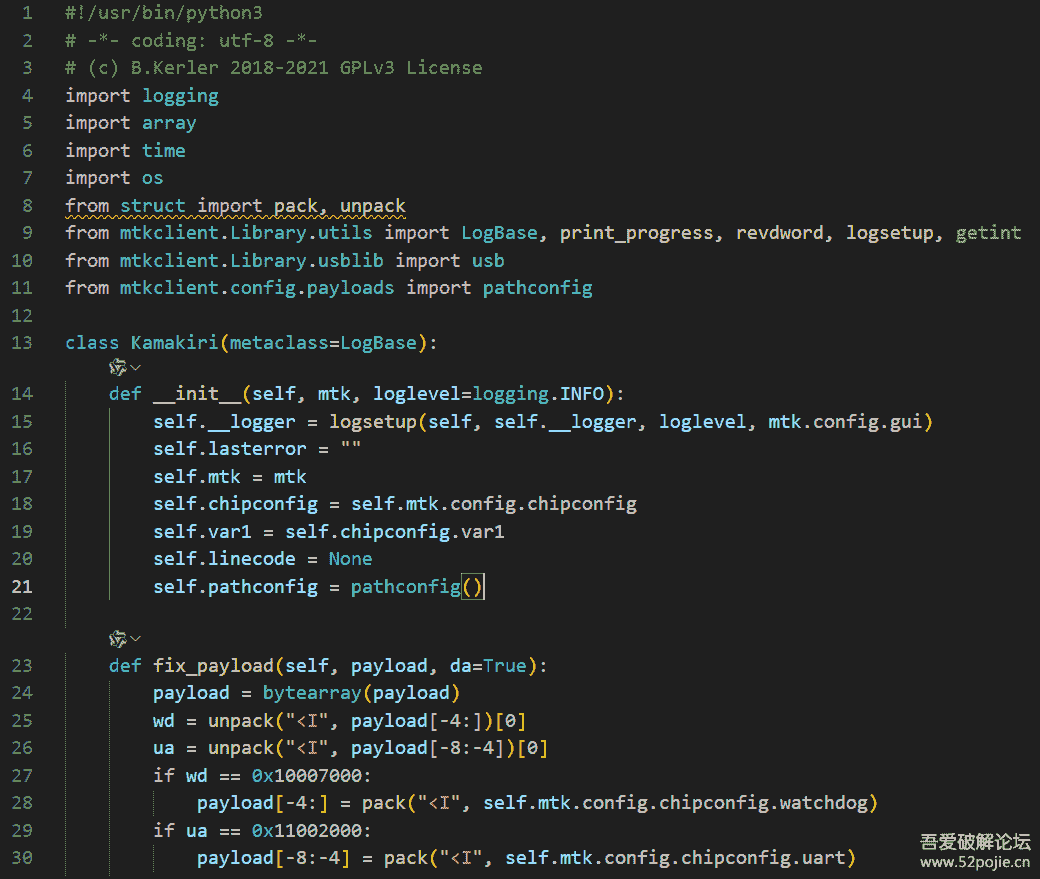 1 #!/usr/bin/python3
2 # -*- coding: utf-8 -*-
3 # (c) B.Kerler 2018-2021 GPLv3 License
4 import logging
5 import array
6 import time
7 import os
8 from struct import pack, unpack
9 from mtkclient.Library.utils import LogBase, print_progress, revdword, logsetup, getint
10 from mtkclient.Library.usblib import usb
11 from mtkclient.config.payloads import pathconfig
12
13 class Kamakiri(metaclass=LogBase):
14     def __init__(self, mtk, loglevel=logging.INFO):
15         self.__logger = logsetup(self, self.__logger, loglevel, mtk.config.gui)
16         self.lasterror = ""
17         self.mtk = mtk
18         self.chipconfig = self.mtk.config.chipconfig
19         self.var1 = self.chipconfig.var1
20         self.linecode = None
21         self.pathconfig = pathconfig()
22
23     def fix_payload(self, payload, da=True):
24         payload = bytearray(payload)
25         wd = unpack("<I", payload[-4:])[0]
26         ua = unpack("<I", payload[-8:-4])[0]
27         if wd == 0x10007000:
28             payload[-4:] = pack("<I", self.mtk.config.chipconfig.watchdog)
29         if ua == 0x11002000:
30             payload[-8:-4] = pack("<I", self.mtk.config.chipconfig.uart)
吾爱破解论坛
www.52pojie.cn